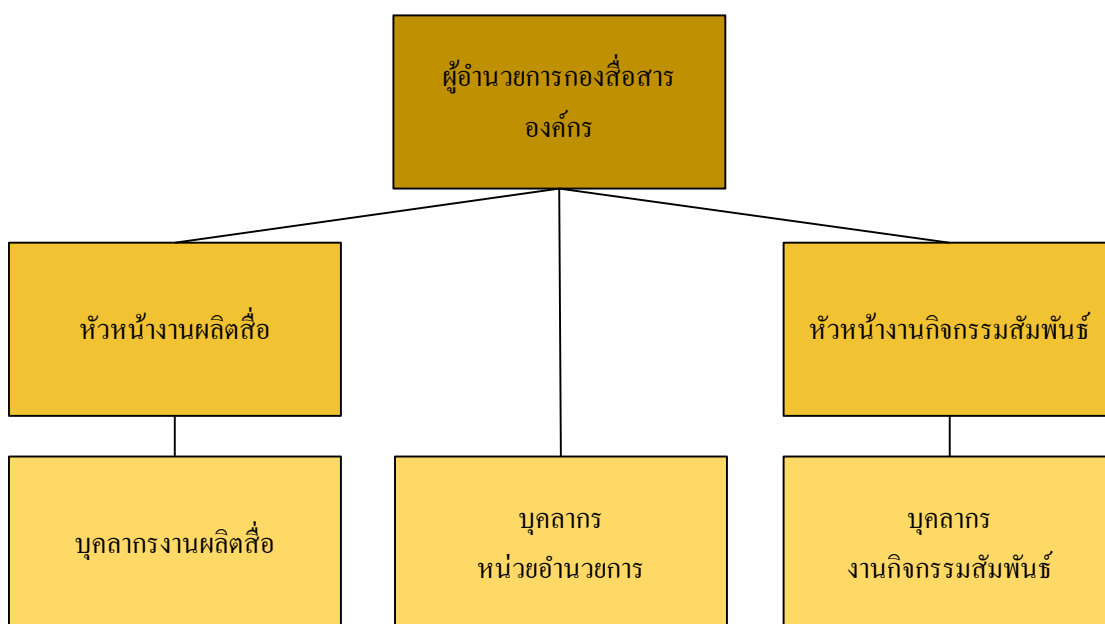 ผู้อำนวยการกองสื่อสาร
องค์กร
หัวหน้างานผลิตสื่อ
หัวหน้างานกิจกรรมสัมพันธ์
บุคลากรงานผลิตสื่อ
บุคลากร
หน่วยอำนวยการ
บุคลากร
งานกิจกรรมสัมพันธ์